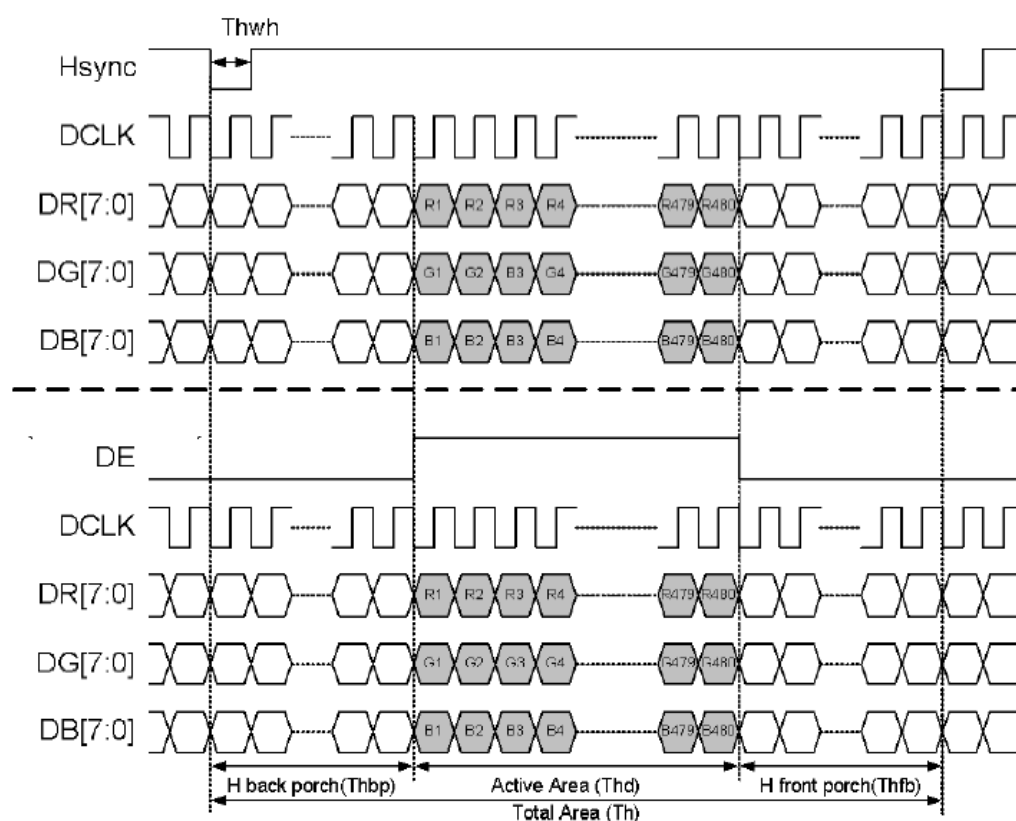 Thwh
Hsync
DCLK
DR[7:0] R1 R2 R3 R4 R479 R480
DG[7:0] G1 G2 B3 G4 G479 G480
DB[7:0] B1 B2 B3 B4 B479 B480
DE
DCLK
DR[7:0] R1 R2 R3 R4 R479 R480
DG[7:0] G1 G2 G3 G4 G479 G480
DB[7:0] B1 B2 B3 B4 B479 B480
H back porch(Thbp) Active Area (Thd) H front porch(Thfb)
Total Area (Th)